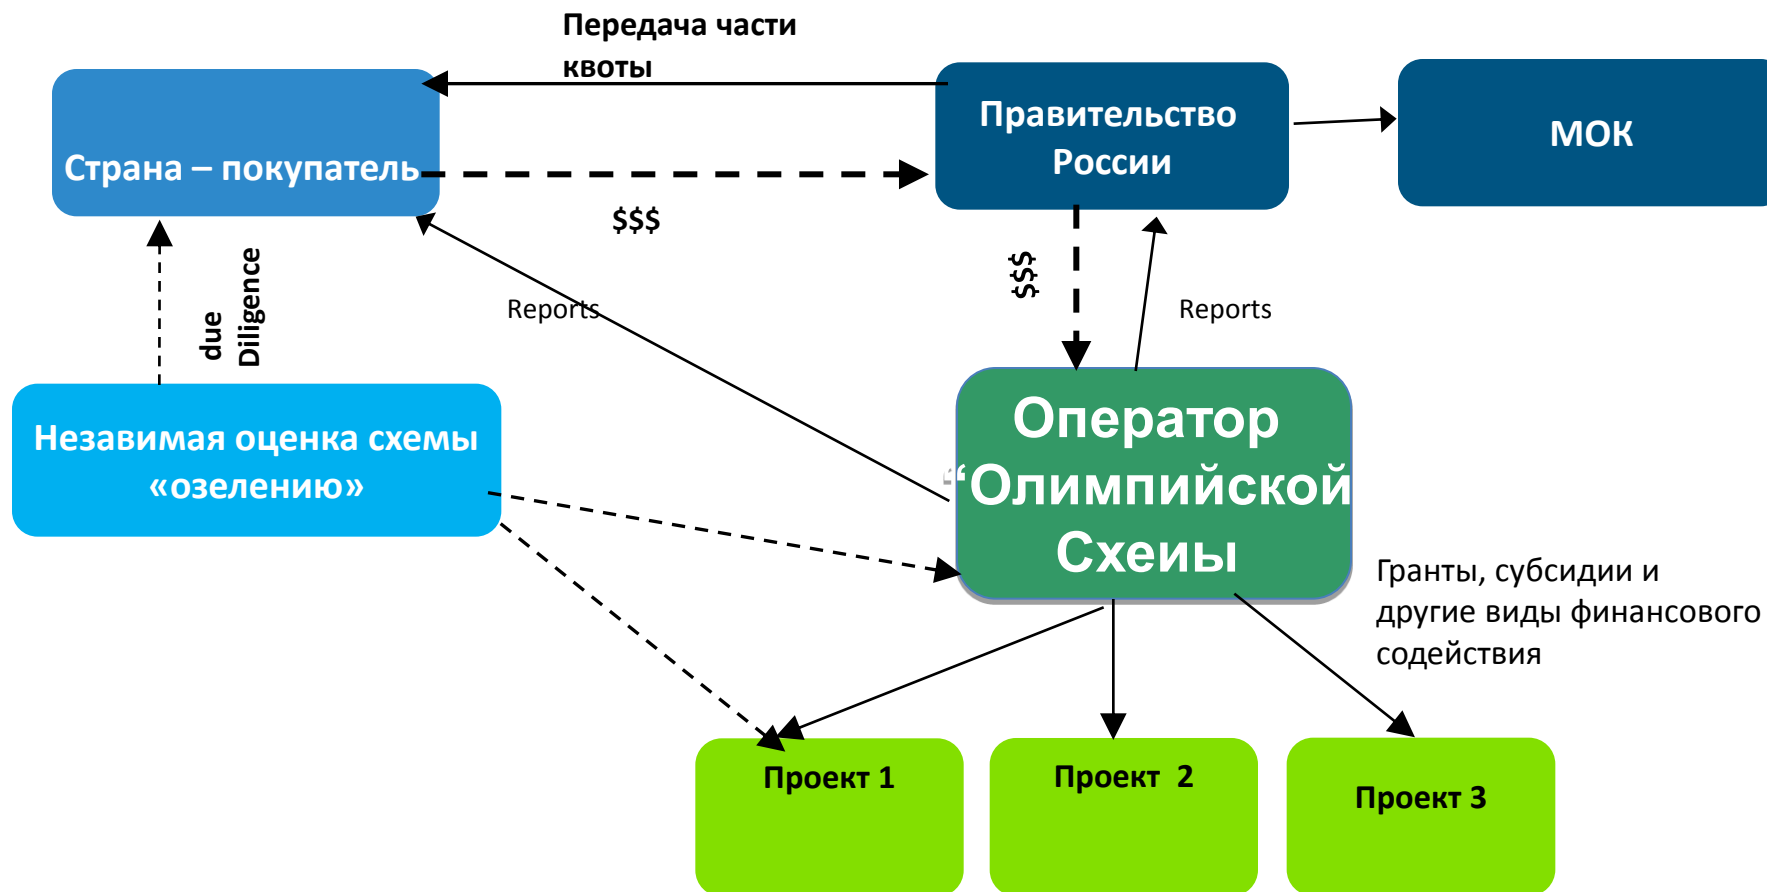 Передача части
квоты
Страна – покупатель
Правительство
России
МОК
$$$
$$$
due
Diligence
Reports
Reports
Незавимая оценка схемы
«озелению»
Оператор
“Олимпийской
Схеиы
Гранты, субсидии и
другие виды финансового
содействия
Проект 1
Проект 2
Проект 3